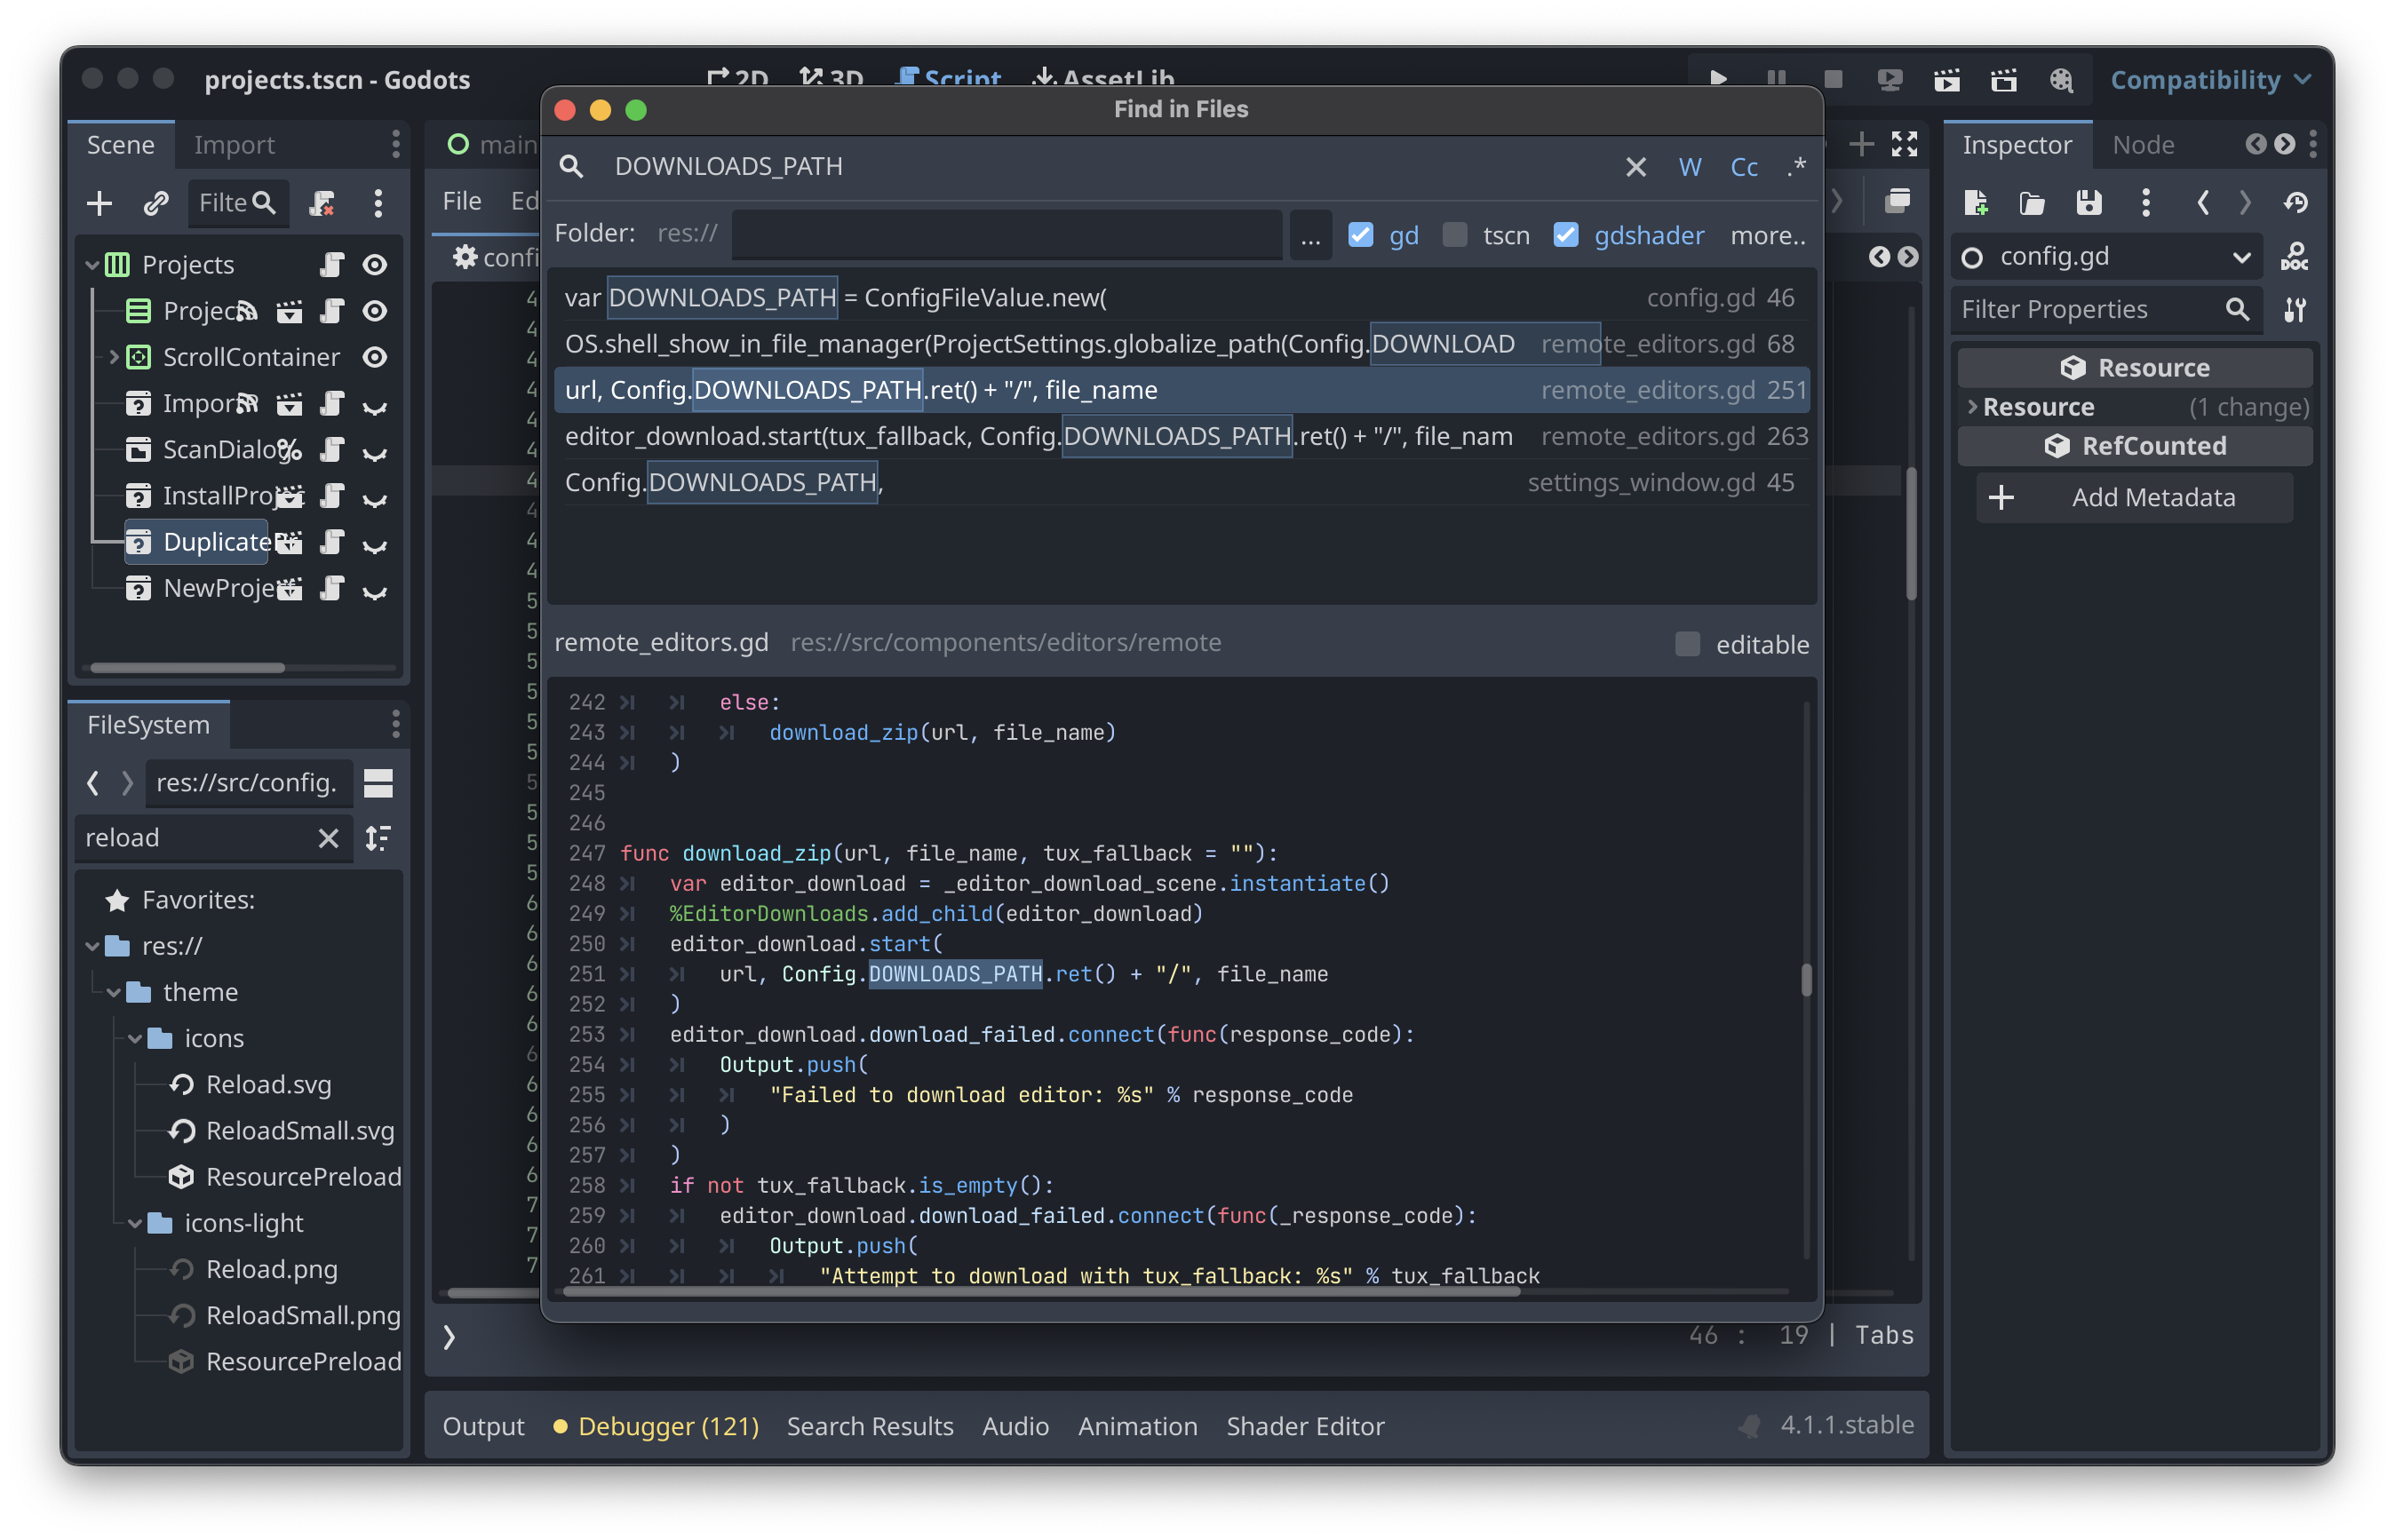 projects.tscn - Godots
2D 3D Script AssetLib
Compatibility
Scene Import
Filte
Projects
Projec
ScrollContainer
Import
ScanDialog
InstallProjec
Duplicate
NewProje
FileSystem
res://src/config.
reload
Favorites:
res://
theme
icons
Reload.svg
ReloadSmall.svg
ResourcePreload
icons-light
Reload.png
ReloadSmall.png
ResourcePreload
main
File Ed
confi
Find in Files
DOWNLOADS_PATH
W Cc .*
Folder: res:// ... gd tscn gdshader more..
var DOWNLOADS_PATH = ConfigFileValue.new( config.gd 46
OS.shell_show_in_file_manager(ProjectSettings.globalize_path(Config.DOWNLOAD remote_editors.gd 68
url, Config.DOWNLOADS_PATH.ret() + "/", file_name remote_editors.gd 251
editor_download.start(tux_fallback, Config.DOWNLOADS_PATH.ret() + "/", file_nam remote_editors.gd 263
Config.DOWNLOADS_PATH, settings_window.gd 45
remote_editors.gd res://src/components/editors/remote editable
242 else:
243 download_zip(url, file_name)
244 )
245
246
247 func download_zip(url, file_name, tux_fallback = ""):
248 var editor_download = _editor_download_scene.instantiate()
249 %EditorDownloads.add_child(editor_download)
250 editor_download.start(
251 url, Config.DOWNLOADS_PATH.ret() + "/", file_name
252 )
253 editor_download.download_failed.connect(func(response_code):
254 Output.push(
255 "Failed to download editor: %s" % response_code
256 )
257 )
258 if not tux_fallback.is_empty():
259 editor_download.download_failed.connect(func(_response_code):
260 Output.push(
261 "Attempt to download with tux_fallback: %s" % tux_fallback
46 : 19 | Tabs
Output Debugger (121) Search Results Audio Animation Shader Editor 4.1.1.stable
Inspector Node
config.gd
DOC
Filter Properties
Resource
Resource (1 change)
RefCounted
Add Metadata